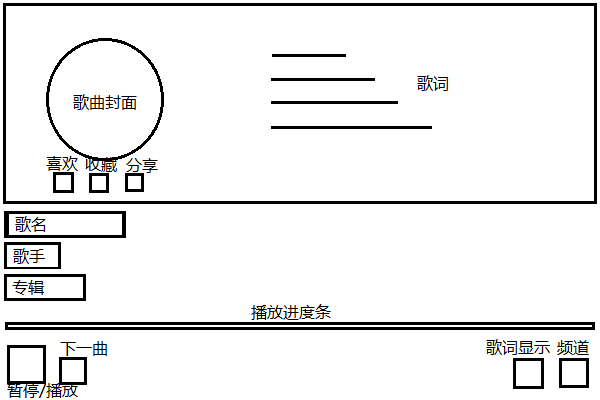 歌曲封面
歌词
喜欢 收藏 分享
歌名
歌手
专辑
播放进度条
下一曲
歌词显示 频道
暂停/播放